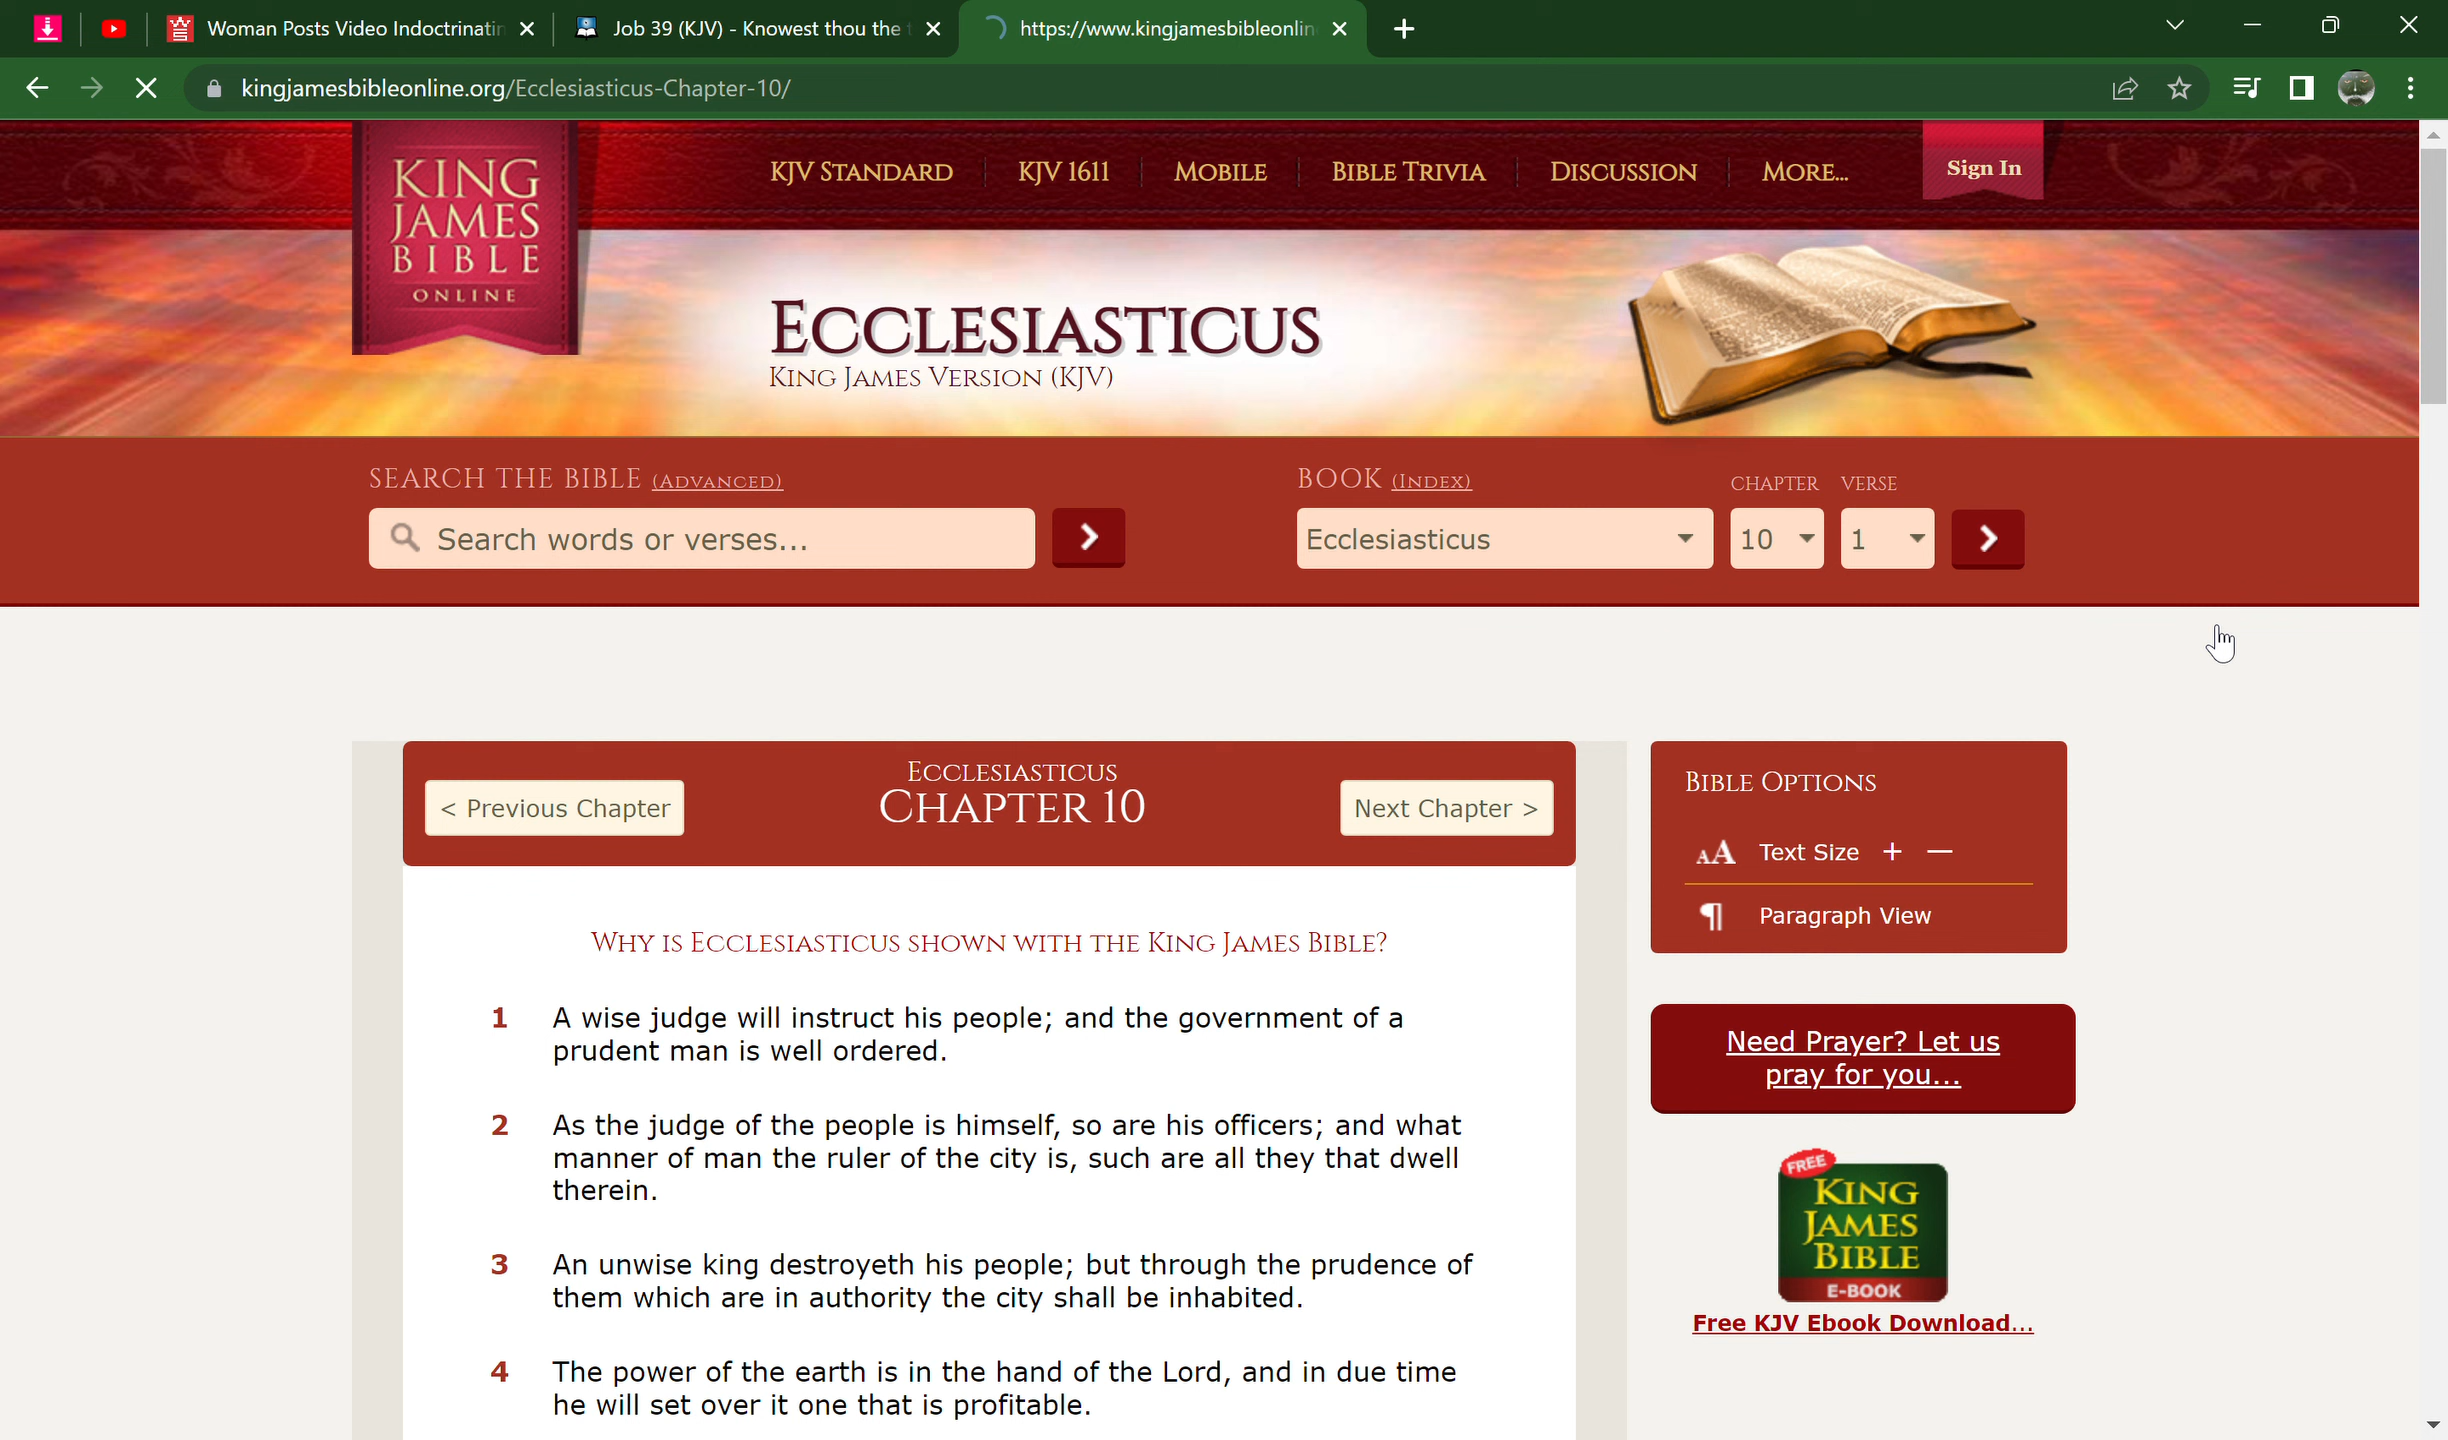 Woman Posts Video Indoctrinatin
Job 39 (KJV) - Knowest thou the t
https://www.kingjamesbibleonlin
kingjamesbibleonline.org/Ecclesiasticus-Chapter-10/
KING
JAMES
BIBLE
ONLINE
KJV Standard
KJV 1611
Mobile
Bible Trivia
Discussion
More...
Sign In
Ecclesiasticus
King James Version (KJV)
SEARCH THE BIBLE (Advanced)
BOOK (Index)
CHAPTER
VERSE
Search words or verses...
Ecclesiasticus
10
1
< Previous Chapter
Ecclesiasticus
Chapter 10
Next Chapter >
Why is Ecclesiasticus shown with the King James Bible?
1 A wise judge will instruct his people; and the government of a
prudent man is well ordered.
2 As the judge of the people is himself, so are his officers; and what
manner of man the ruler of the city is, such are all they that dwell
therein.
3 An unwise king destroyeth his people; but through the prudence of
them which are in authority the city shall be inhabited.
4 The power of the earth is in the hand of the Lord, and in due time
he will set over it one that is profitable.
Bible Options
AA Text Size + —
¶ Paragraph View
Need Prayer? Let us
pray for you...
FREE
KING
JAMES
BIBLE
E-BOOK
Free KJV Ebook Download...